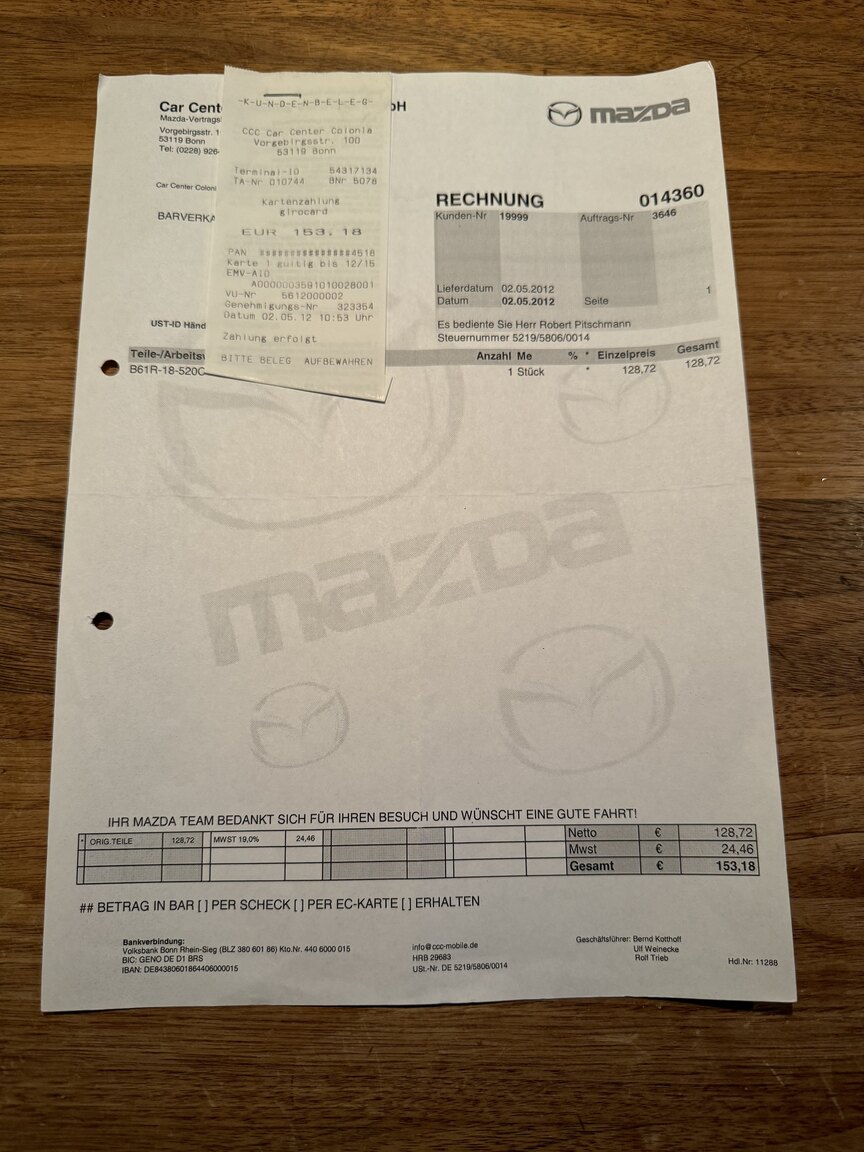 -K-U-N-D-E-N-B-E-L-E-G-
CCC Car Center Colonia
Vorgebirgsstr. 100
53119 Bonn
Terminal-ID 54317134
TA-Nr 010744 BNr 5078
Kartenzahlung
girocard
EUR 153,18
PAN ###############4518
Karte 1 gültig bis 12/15
EMV-AID
A0000003591010028001
VU-Nr 5612000002
Genehmigungs-Nr 323354
Datum 02.05.12 10:53 Uhr
Zahlung erfolgt
BITTE BELEG AUFBEWAHREN
Car Cent bH
Mazda-Vertrags
Vorgebirgsstr. 1
53119 Bonn
Tel: (0228) 926-
mazda
Car Center Coloni
BARVERKA
RECHNUNG 014360
Kunden-Nr 19999 Auftrags-Nr 3646
Lieferdatum 02.05.2012 1
Datum 02.05.2012 Seite
Es bediente Sie Herr Robert Pitschmann
Steuernummer 5219/5806/0014
UST-ID Händ
Teile-/Arbeitsw Anzahl Me % * Einzelpreis Gesamt
B61R-18-520C 1 Stück * 128,72 128,72
mazda
IHR MAZDA TEAM BEDANKT SICH FÜR IHREN BESUCH UND WÜNSCHT EINE GUTE FAHRT!
* ORIG.TEILE 128,72 MWST 19,0% 24,46 Netto € 128,72
Mwst € 24,46
Gesamt € 153,18
## BETRAG IN BAR [ ] PER SCHECK [ ] PER EC-KARTE [ ] ERHALTEN
Bankverbindung:
Volksbank Bonn Rhein-Sieg (BLZ 380 601 86) Kto.Nr. 440 6000 015
BIC: GENO DE D1 BRS
IBAN: DE84380601864406000015
info@ccc-mobile.de
HRB 29683
USt.-Nr. DE 5219/5806/0014
Geschäftsführer: Bernd Kotthoff
Ulf Weinecke
Rolf Trieb
Hdl.Nr: 11288